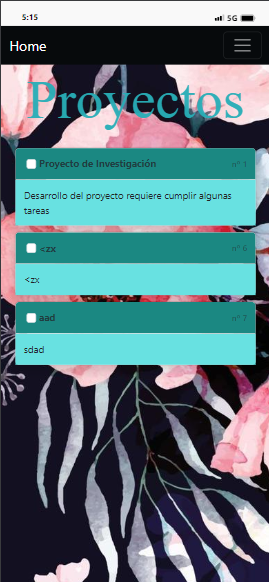 5:15
5G
Home
Proyectos
Proyecto de Investigación nº 1
Desarrollo del proyecto requiere cumplir algunas
tareas
<zx nº 6
<zx
aad nº 7
sdad